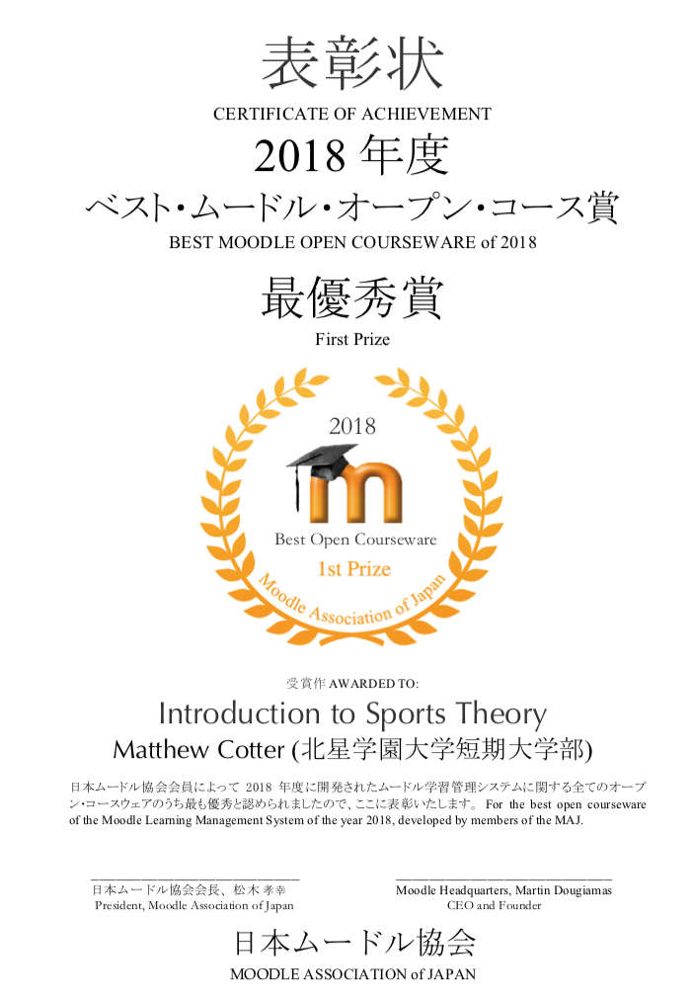 表彰状
CERTIFICATE OF ACHIEVEMENT
2018 年度
ベスト・ムードル・オープン・コース賞
BEST MOODLE OPEN COURSEWARE of 2018
最優秀賞
First Prize
2018
m
Best Open Courseware
1st Prize
Moodle Association of Japan
受賞作 AWARDED TO:
Introduction to Sports Theory
Matthew Cotter (北星学園大学短期大学部)
日本ムードル協会会員によって 2018 年度に開発されたムードル学習管理システムに関する全てのオープ
ン・コースウェアのうち最も優秀と認められましたので、ここに表彰いたします。 For the best open courseware
of the Moodle Learning Management System of the year 2018, developed by members of the MAJ.
日本ムードル協会会長、松木 孝幸
President, Moodle Association of Japan
Moodle Headquarters, Martin Dougiamas
CEO and Founder
日本ムードル協会
MOODLE ASSOCIATION of JAPAN